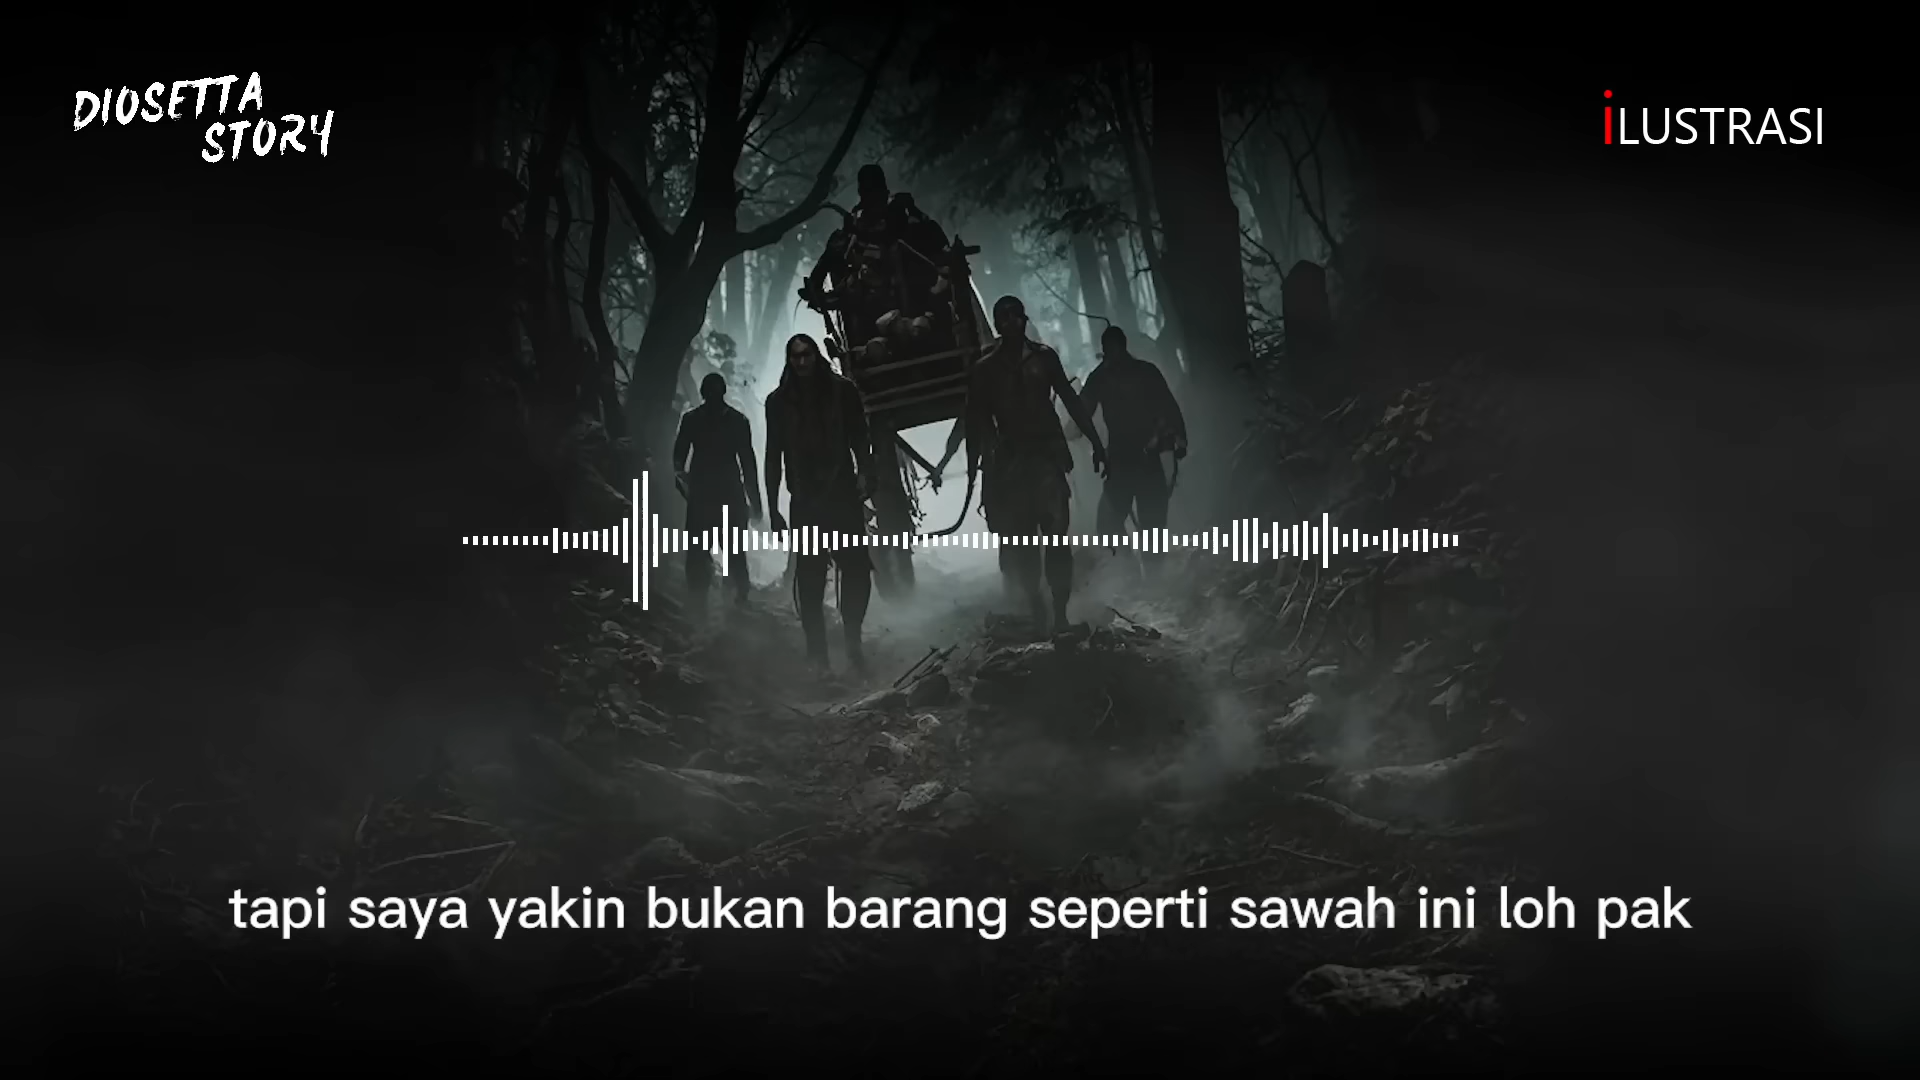 DIOSETTA
STORY
iLUSTRASI
tapi saya yakin bukan barang seperti sawah ini loh pak